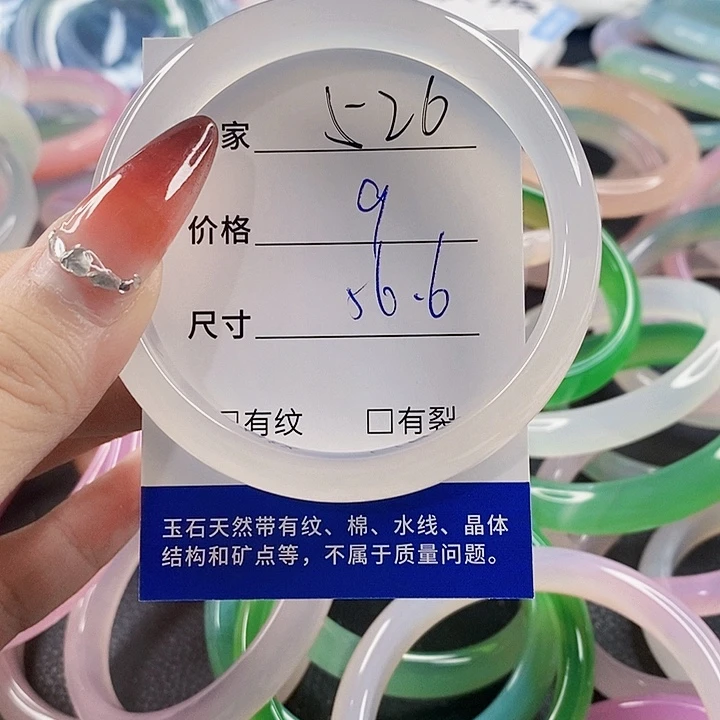 家 5-26
价格 9
尺寸 56.6
□有纹 □有裂
玉石天然带有纹、棉、水线、晶体
结构和矿点等，不属于质量问题。